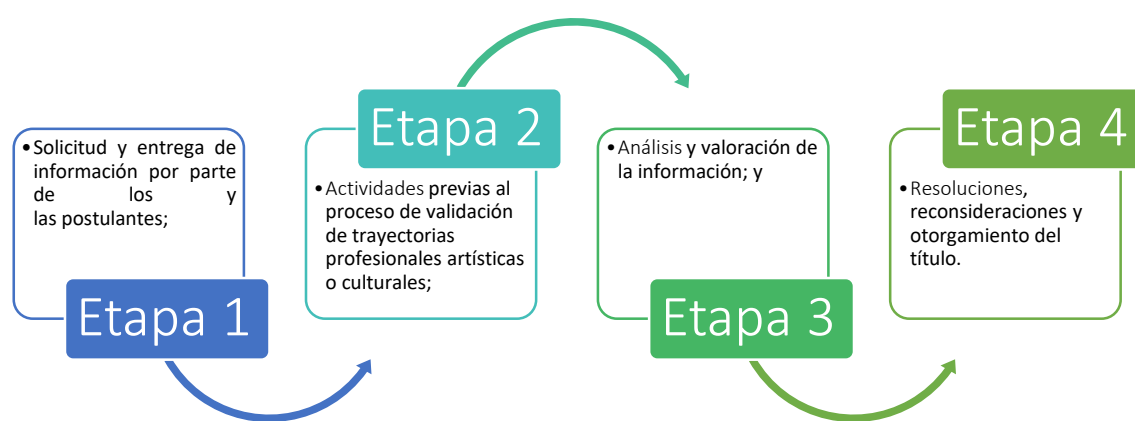 •Solicitud y entrega de
información por parte
de los y
las postulantes;
Etapa 1
Etapa 2
•Actividades previas al
proceso de validación
de trayectorias
profesionales artísticas
o culturales;
•Análisis y valoración de
la información; y
Etapa 3
Etapa 4
•Resoluciones,
reconsideraciones y
otorgamiento del
título.